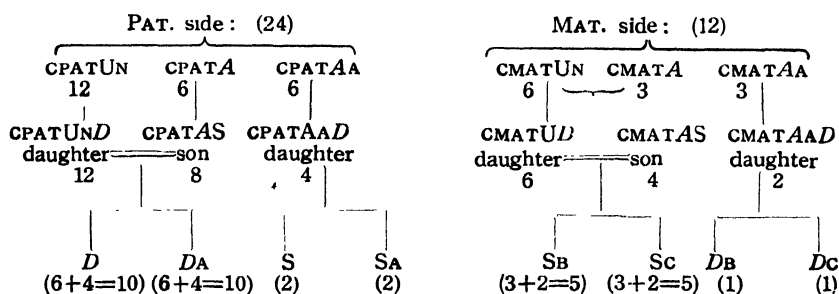 PAT. side: (24) MAT. side: (12)
CPATUN CPATA CPATAA CMATUN CMATA CMATAA
12 6 6 6 3 3
CPATUND CPATAS CPATAAD CMATUD CMATAS CMATAAD
daughter son daughter daughter son daughter
12 8 4 6 4 2
D DA S SA SB SC DB DC
(6+4=10) (6+4=10) (2) (2) (3+2=5) (3+2=5) (1) (1)